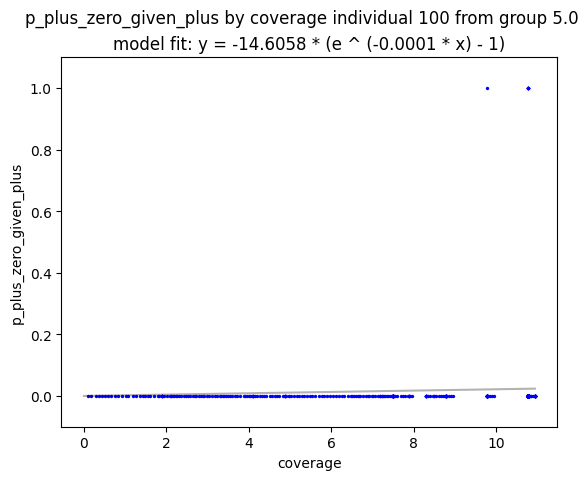 p_plus_zero_given_plus by coverage individual 100 from group 5.0
model fit: y = -14.6058 * (e ^ (-0.0001 * x) - 1)
1.0
0.8
0.6
0.4
0.2
0.0
p_plus_zero_given_plus
0 2 4 6 8 10
coverage